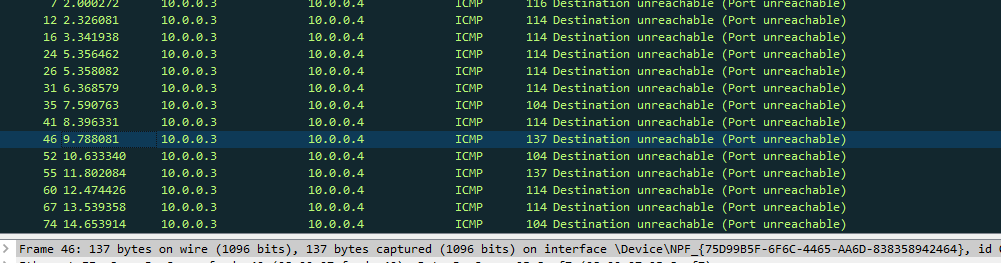 7 2.000272 10.0.0.3 10.0.0.4 ICMP 116 Destination unreachable (Port unreachable)
12 2.326081 10.0.0.3 10.0.0.4 ICMP 114 Destination unreachable (Port unreachable)
16 3.341938 10.0.0.3 10.0.0.4 ICMP 114 Destination unreachable (Port unreachable)
24 5.356462 10.0.0.3 10.0.0.4 ICMP 114 Destination unreachable (Port unreachable)
26 5.358082 10.0.0.3 10.0.0.4 ICMP 114 Destination unreachable (Port unreachable)
31 6.368579 10.0.0.3 10.0.0.4 ICMP 114 Destination unreachable (Port unreachable)
35 7.590763 10.0.0.3 10.0.0.4 ICMP 104 Destination unreachable (Port unreachable)
41 8.396331 10.0.0.3 10.0.0.4 ICMP 114 Destination unreachable (Port unreachable)
46 9.788081 10.0.0.3 10.0.0.4 ICMP 137 Destination unreachable (Port unreachable)
52 10.633340 10.0.0.3 10.0.0.4 ICMP 104 Destination unreachable (Port unreachable)
55 11.802084 10.0.0.3 10.0.0.4 ICMP 137 Destination unreachable (Port unreachable)
60 12.474426 10.0.0.3 10.0.0.4 ICMP 114 Destination unreachable (Port unreachable)
67 13.539358 10.0.0.3 10.0.0.4 ICMP 114 Destination unreachable (Port unreachable)
74 14.653914 10.0.0.3 10.0.0.4 ICMP 104 Destination unreachable (Port unreachable)
Frame 46: 137 bytes on wire (1096 bits), 137 bytes captured (1096 bits) on interface \Device\NPF_{75D99B5F-6F6C-4465-AA6D-838358942464}, id